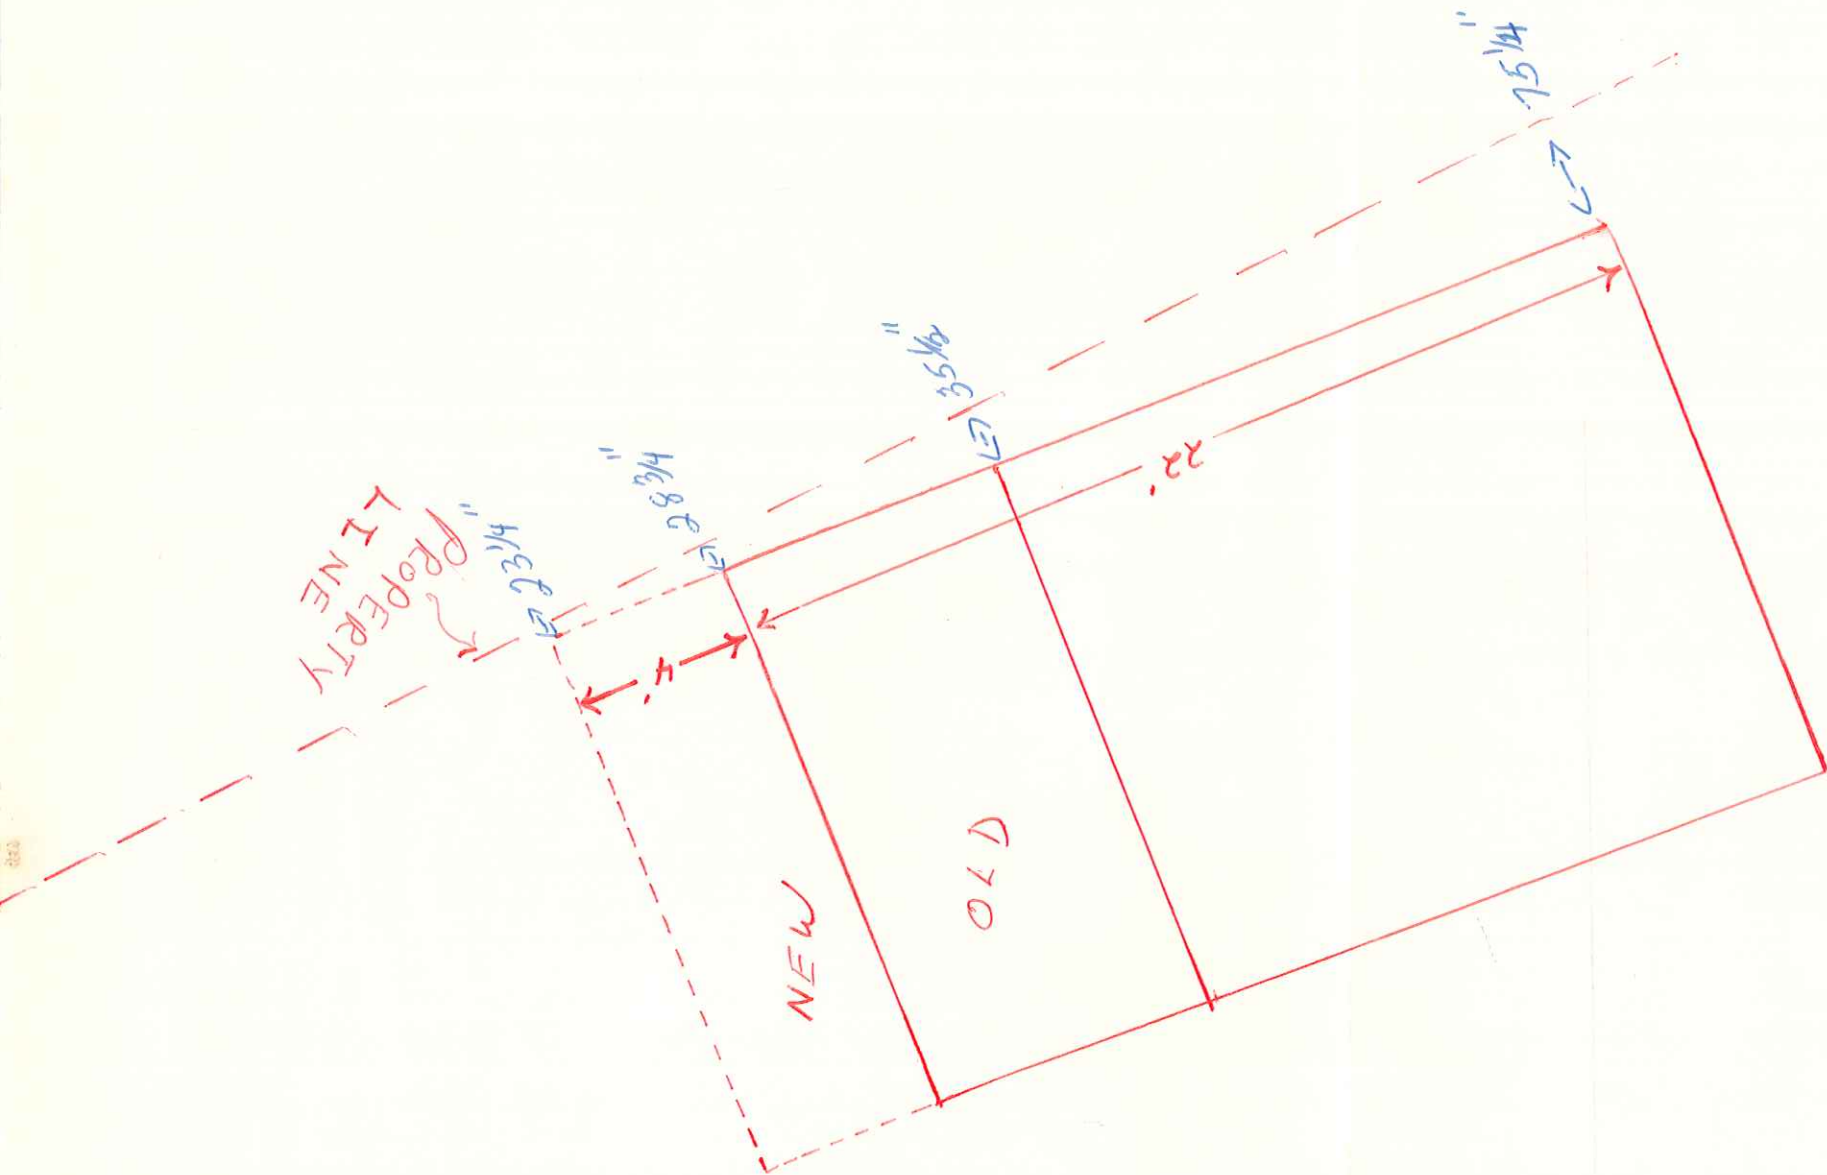 75 1/4"
35 1/2"
28 3/4"
23 1/4"
PROPERTY
LINE
22'
4'
NEW
OLD